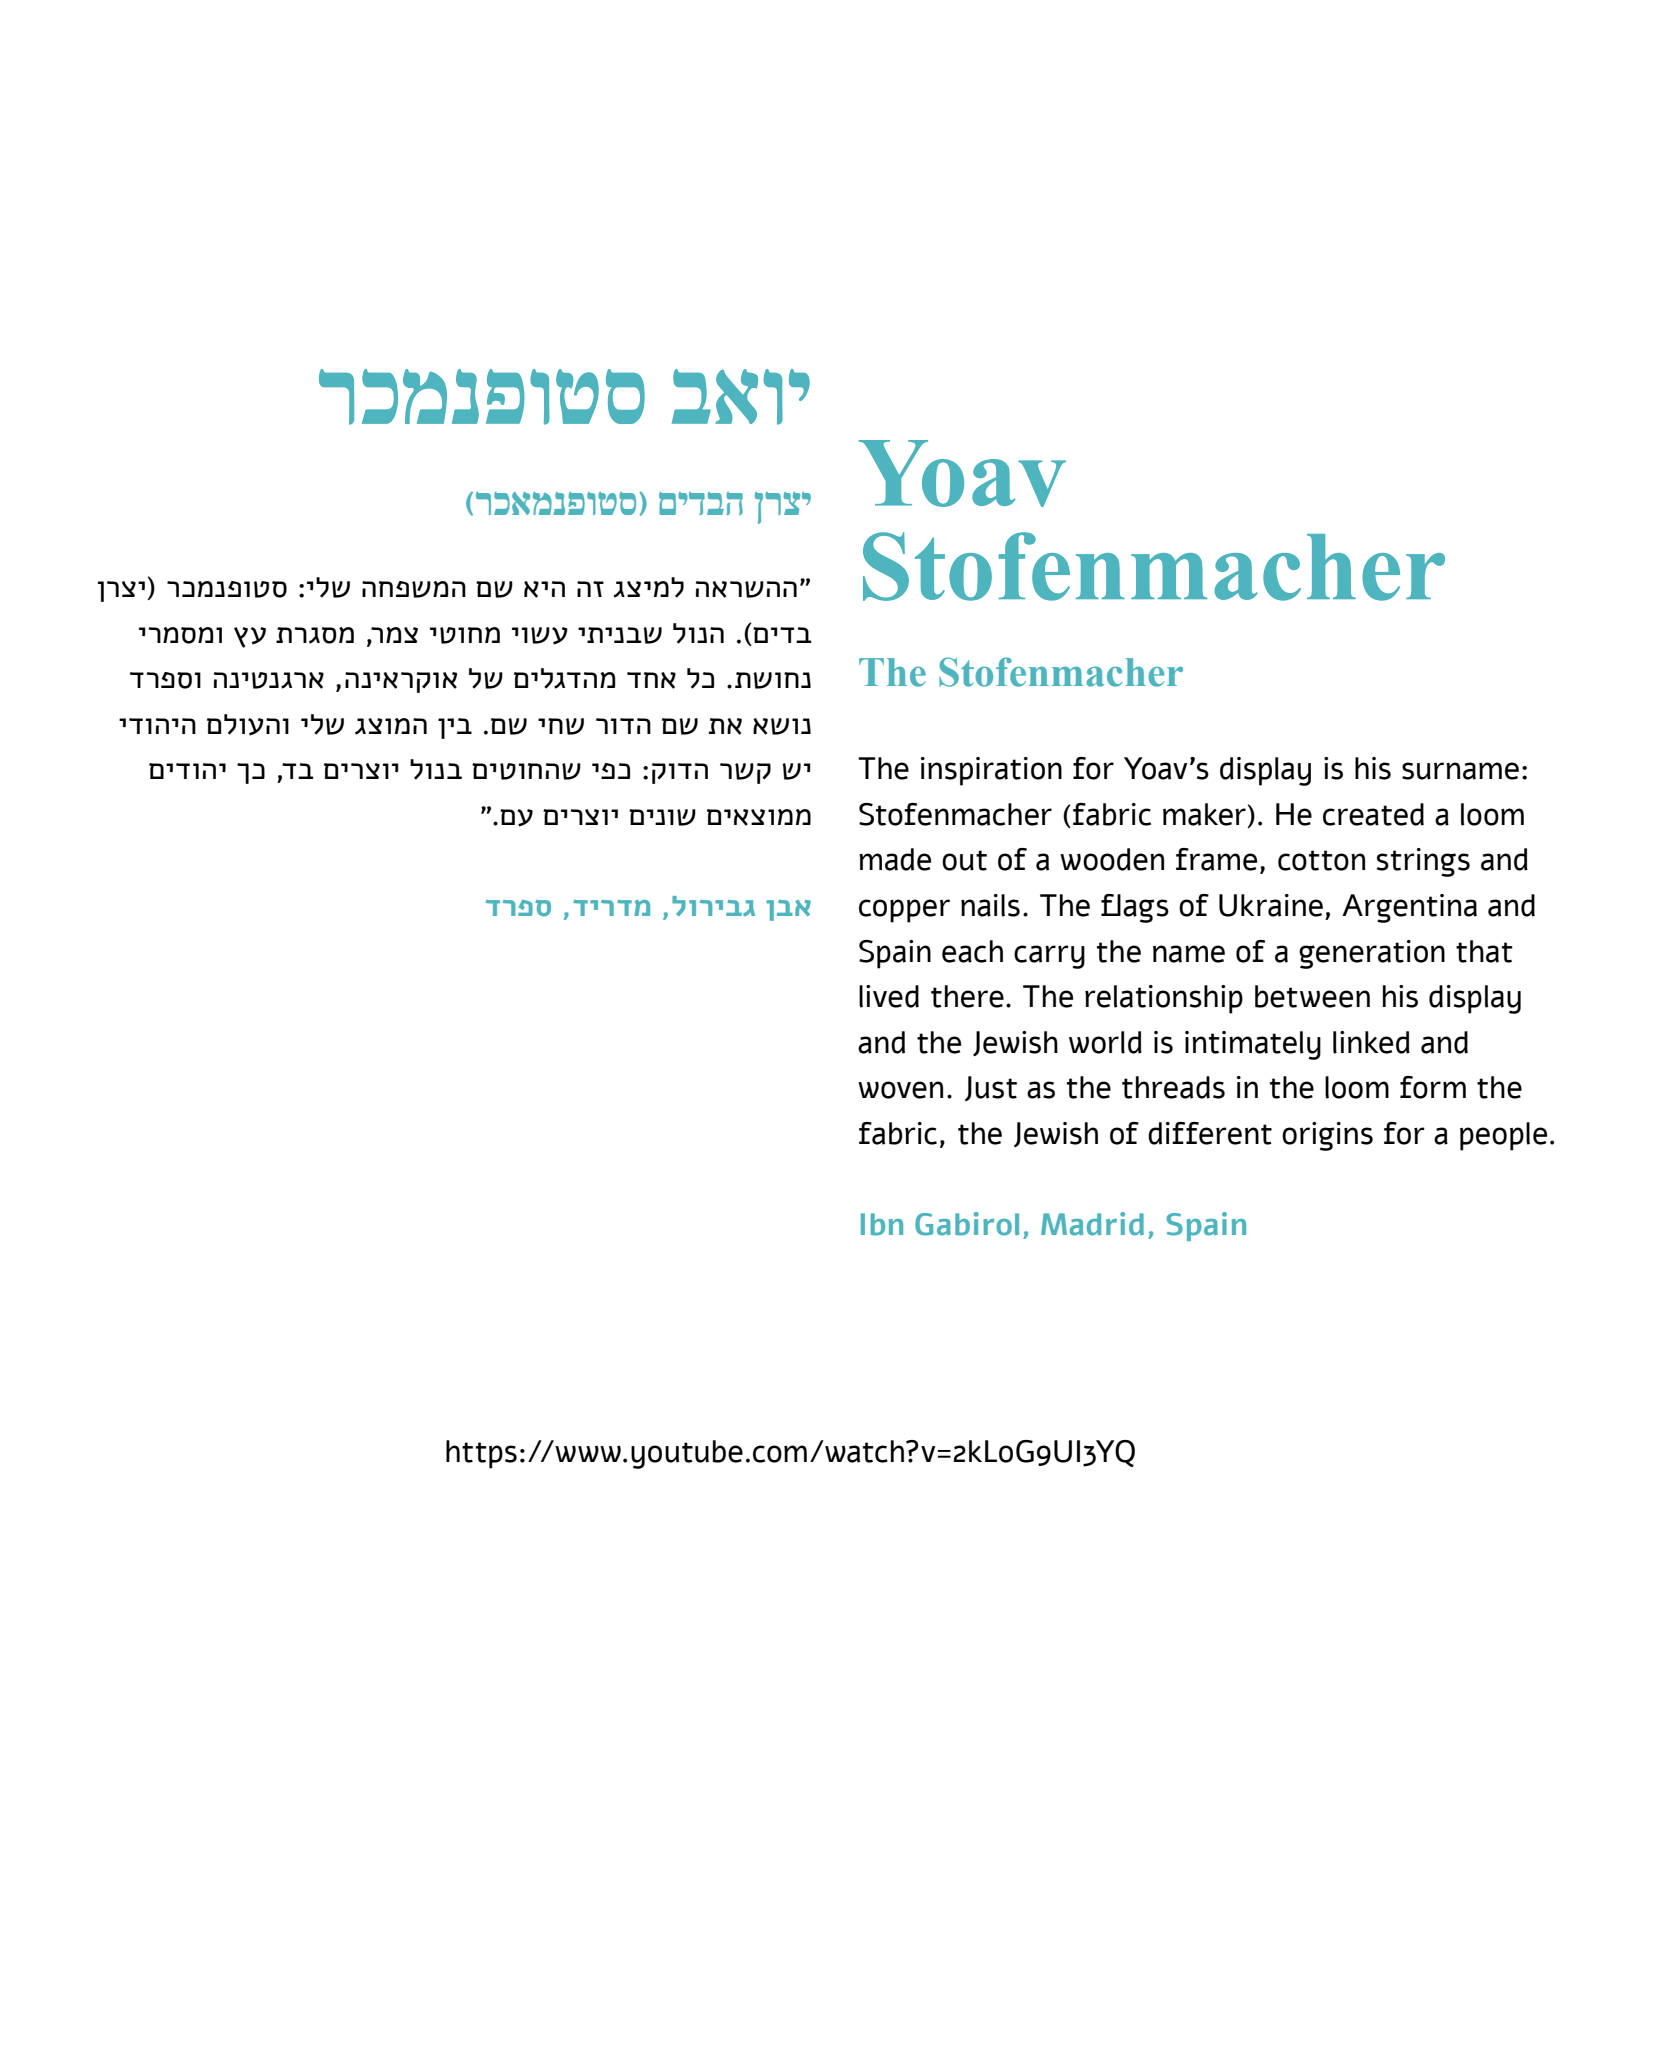 יואב סטופנמכר
יצרן הבדים (סטופנמאכר)
"ההשראה למיצג זה היא שם המשפחה שלי: סטופנמכר (יצרן
בדים). הנול שבניתי עשוי מחוטי צמר, מסגרת עץ ומסמרי
נחושת. כל אחד מהדגלים של אוקראינה, ארגנטינה וספרד
נושא את שם הדור שחי שם. בין המוצג שלי והעולם היהודי
יש קשר הדוק: כפי שהחוטים בנול יוצרים בד, כך יהודים
ממוצאים שונים יוצרים עם."
אבן גבירול, מדריד, ספרד
Yoav
Stofenmacher
The Stofenmacher
The inspiration for Yoav's display is his surname:
Stofenmacher (fabric maker). He created a loom
made out of a wooden frame, cotton strings and
copper nails. The flags of Ukraine, Argentina and
Spain each carry the name of a generation that
lived there. The relationship between his display
and the Jewish world is intimately linked and
woven. Just as the threads in the loom form the
fabric, the Jewish of different origins for a people.
Ibn Gabirol, Madrid, Spain
https://www.youtube.com/watch?v=2kLoG9UI3YQ